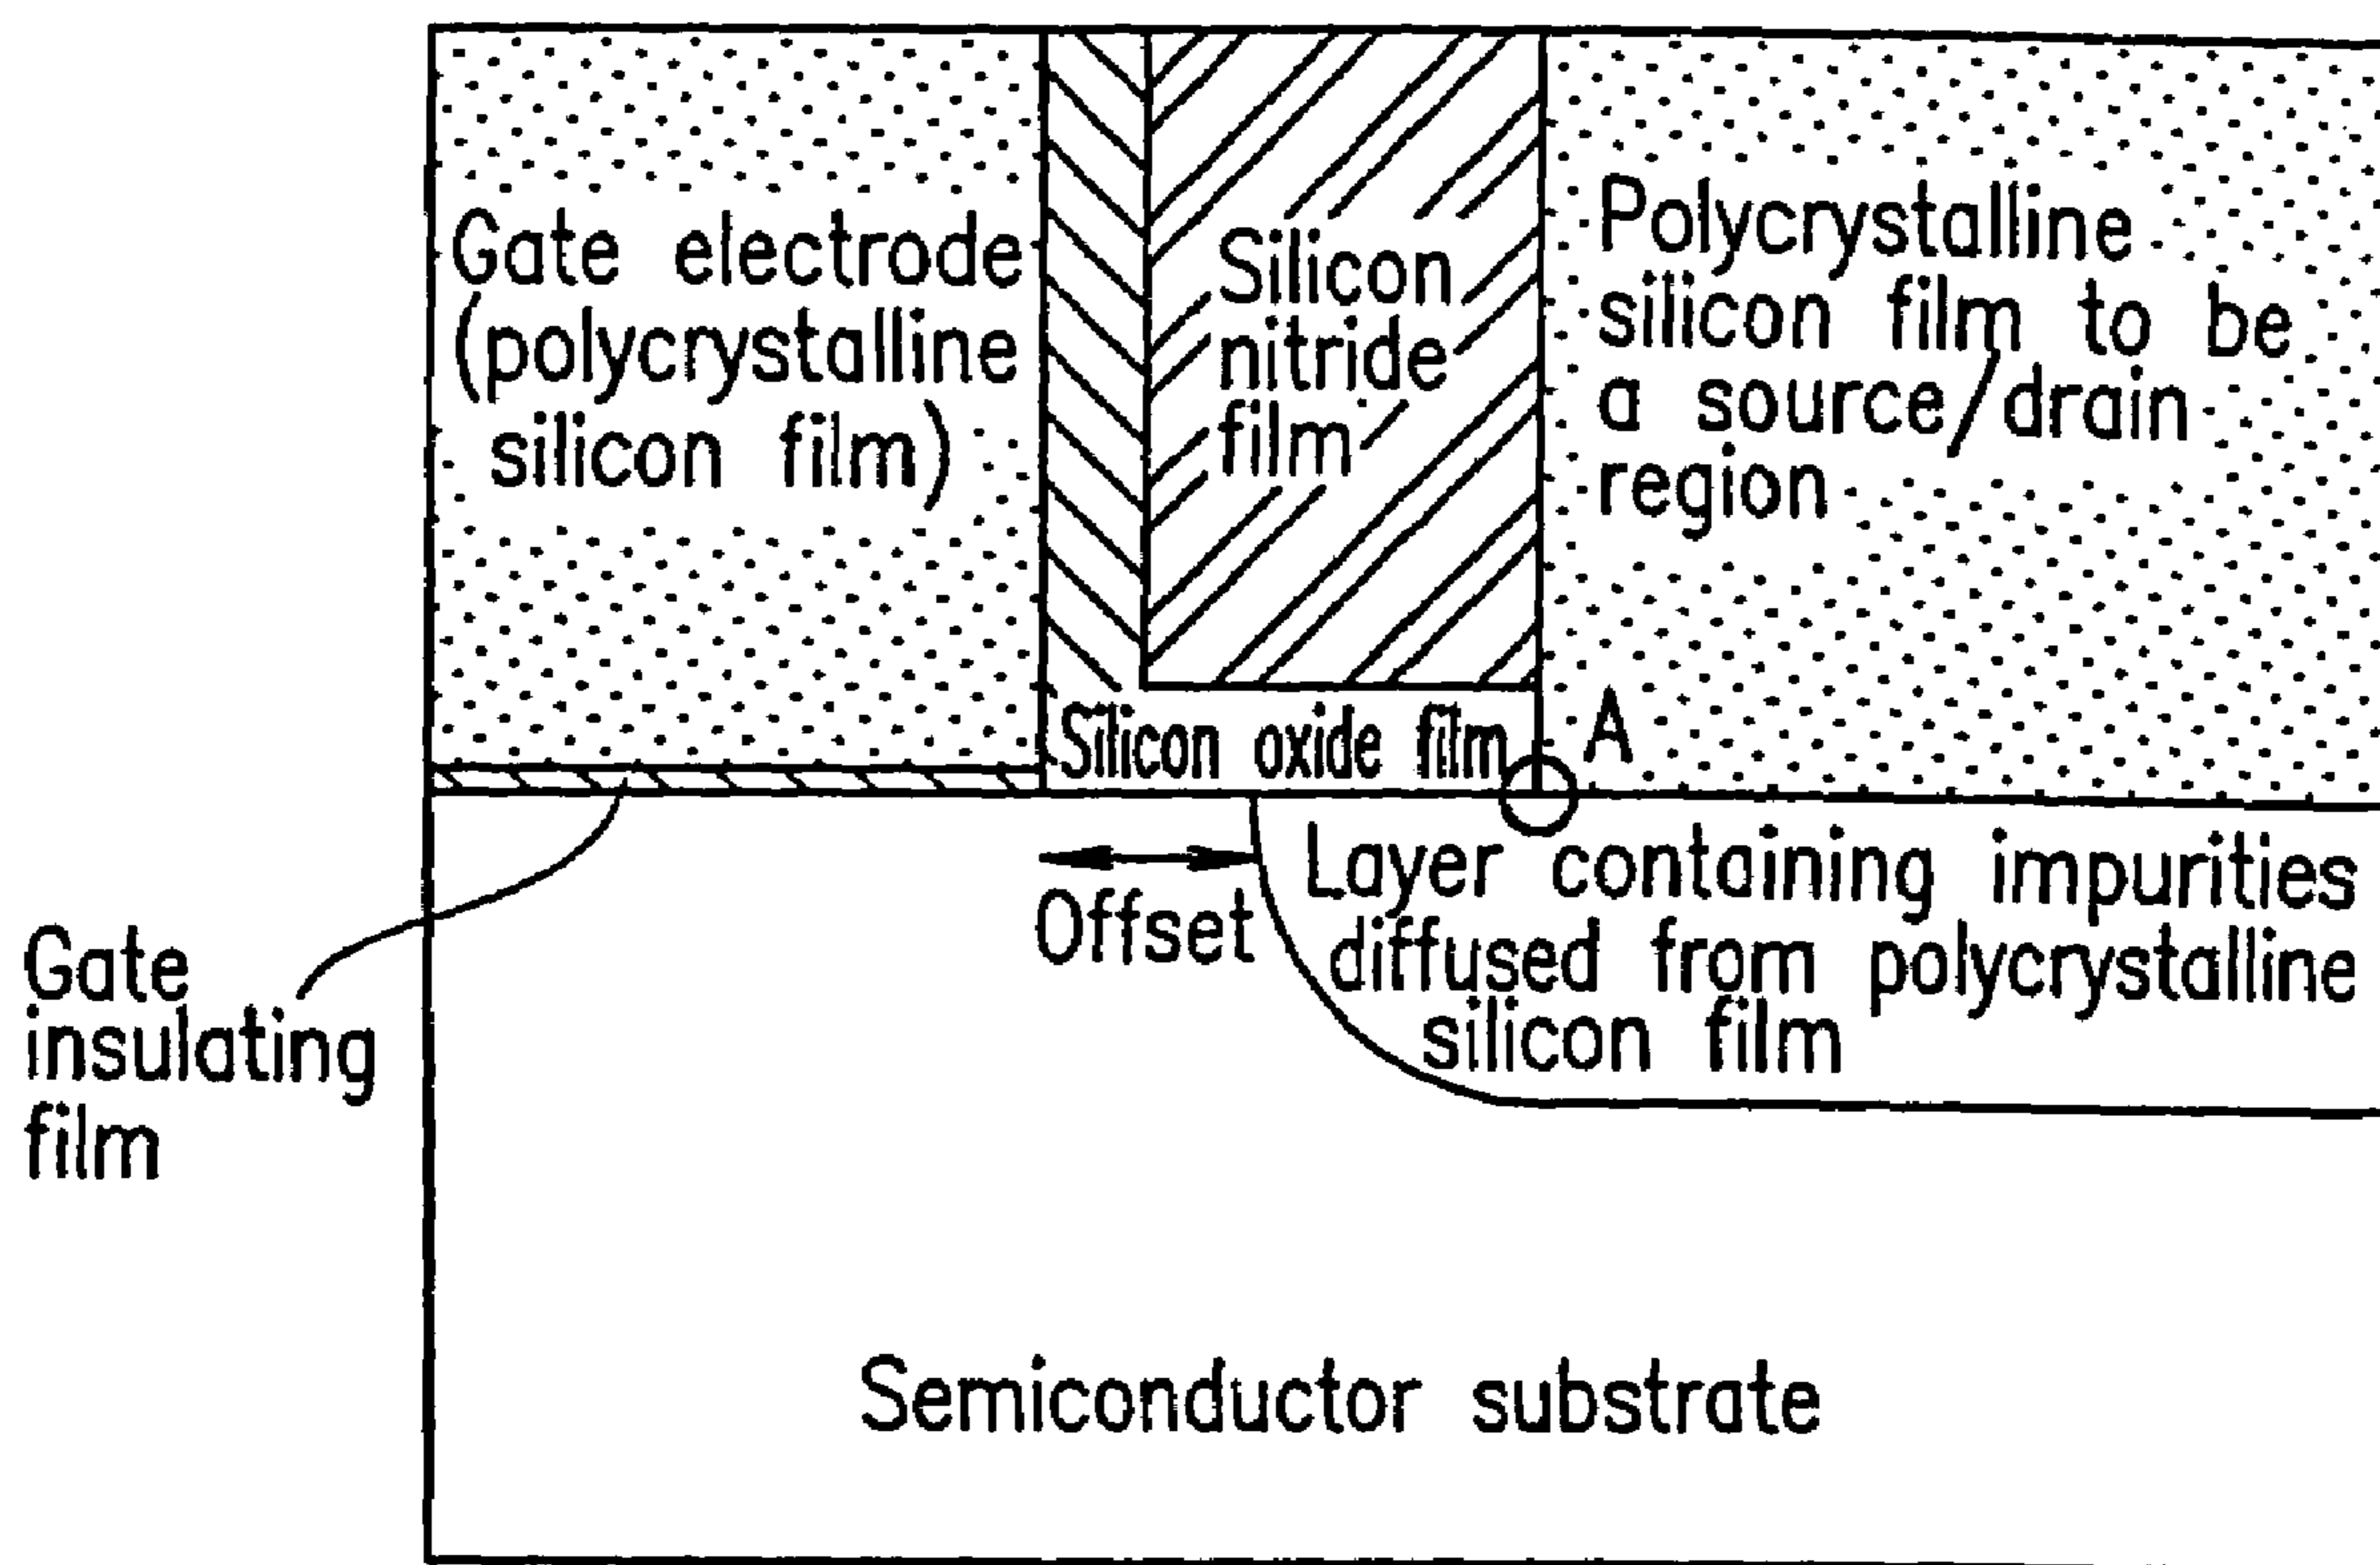 Gate electrode
(polycrystalline
silicon film)
Silicon
nitride
film
Polycrystalline
silicon film to be
a source/drain
region
Silicon oxide film
A
Offset
Layer containing impurities
diffused from polycrystalline
silicon film
Gate
insulating
film
Semiconductor substrate